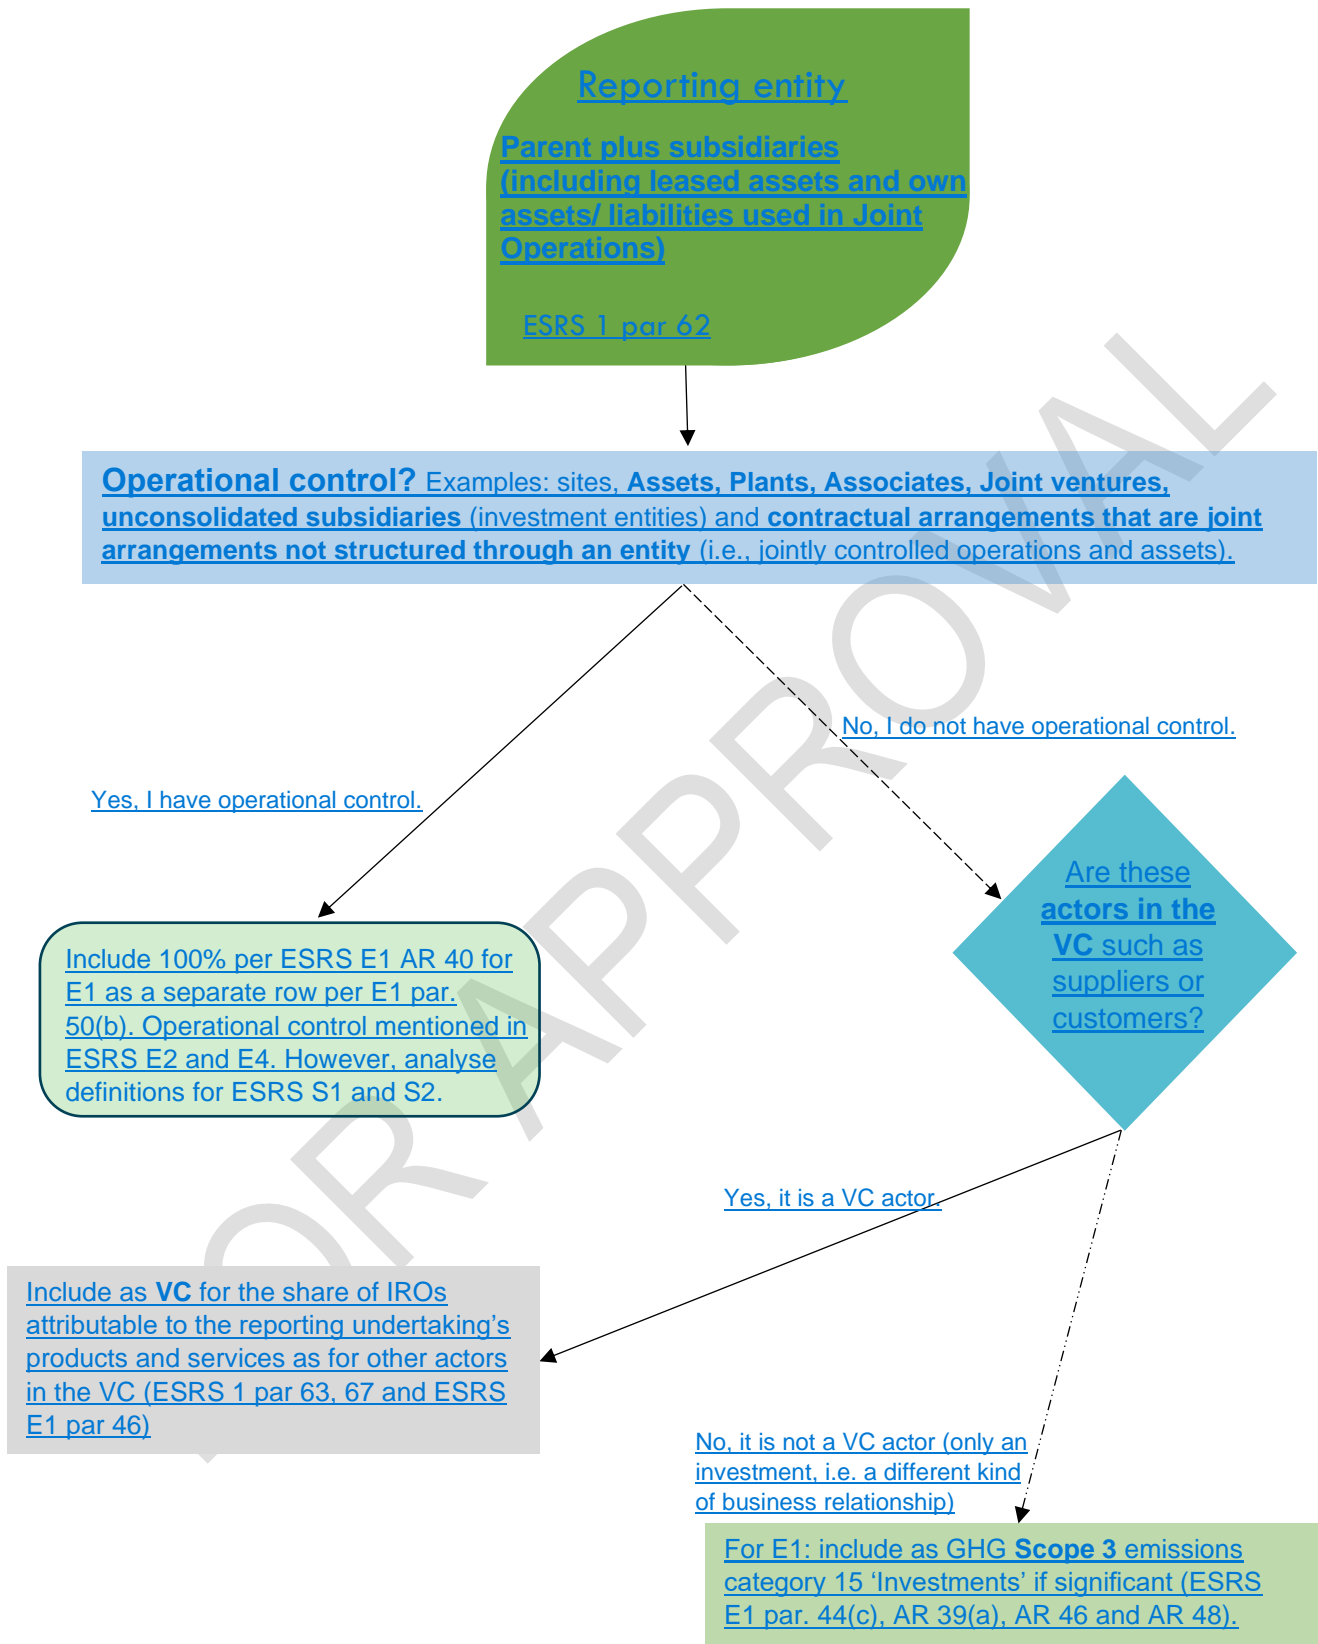 Reporting entity
Parent plus subsidiaries
(including leased assets and own
assets/ liabilities used in Joint
Operations)
ESRS 1 par 62
Operational control? Examples: sites, Assets, Plants, Associates, Joint ventures,
unconsolidated subsidiaries (investment entities) and contractual arrangements that are joint
arrangements not structured through an entity (i.e., jointly controlled operations and assets).
No, I do not have operational control.
Yes, I have operational control.
Are these
actors in the
VC such as
suppliers or
customers?
Include 100% per ESRS E1 AR 40 for
E1 as a separate row per E1 par.
50(b). Operational control mentioned in
ESRS E2 and E4. However, analyse
definitions for ESRS S1 and S2.
Yes, it is a VC actor.
Include as VC for the share of IROs
attributable to the reporting undertaking’s
products and services as for other actors
in the VC (ESRS 1 par 63, 67 and ESRS
E1 par 46)
No, it is not a VC actor (only an
investment, i.e. a different kind
of business relationship)
For E1: include as GHG Scope 3 emissions
category 15 ‘Investments’ if significant (ESRS
E1 par. 44(c), AR 39(a), AR 46 and AR 48).
OR APPROVAL